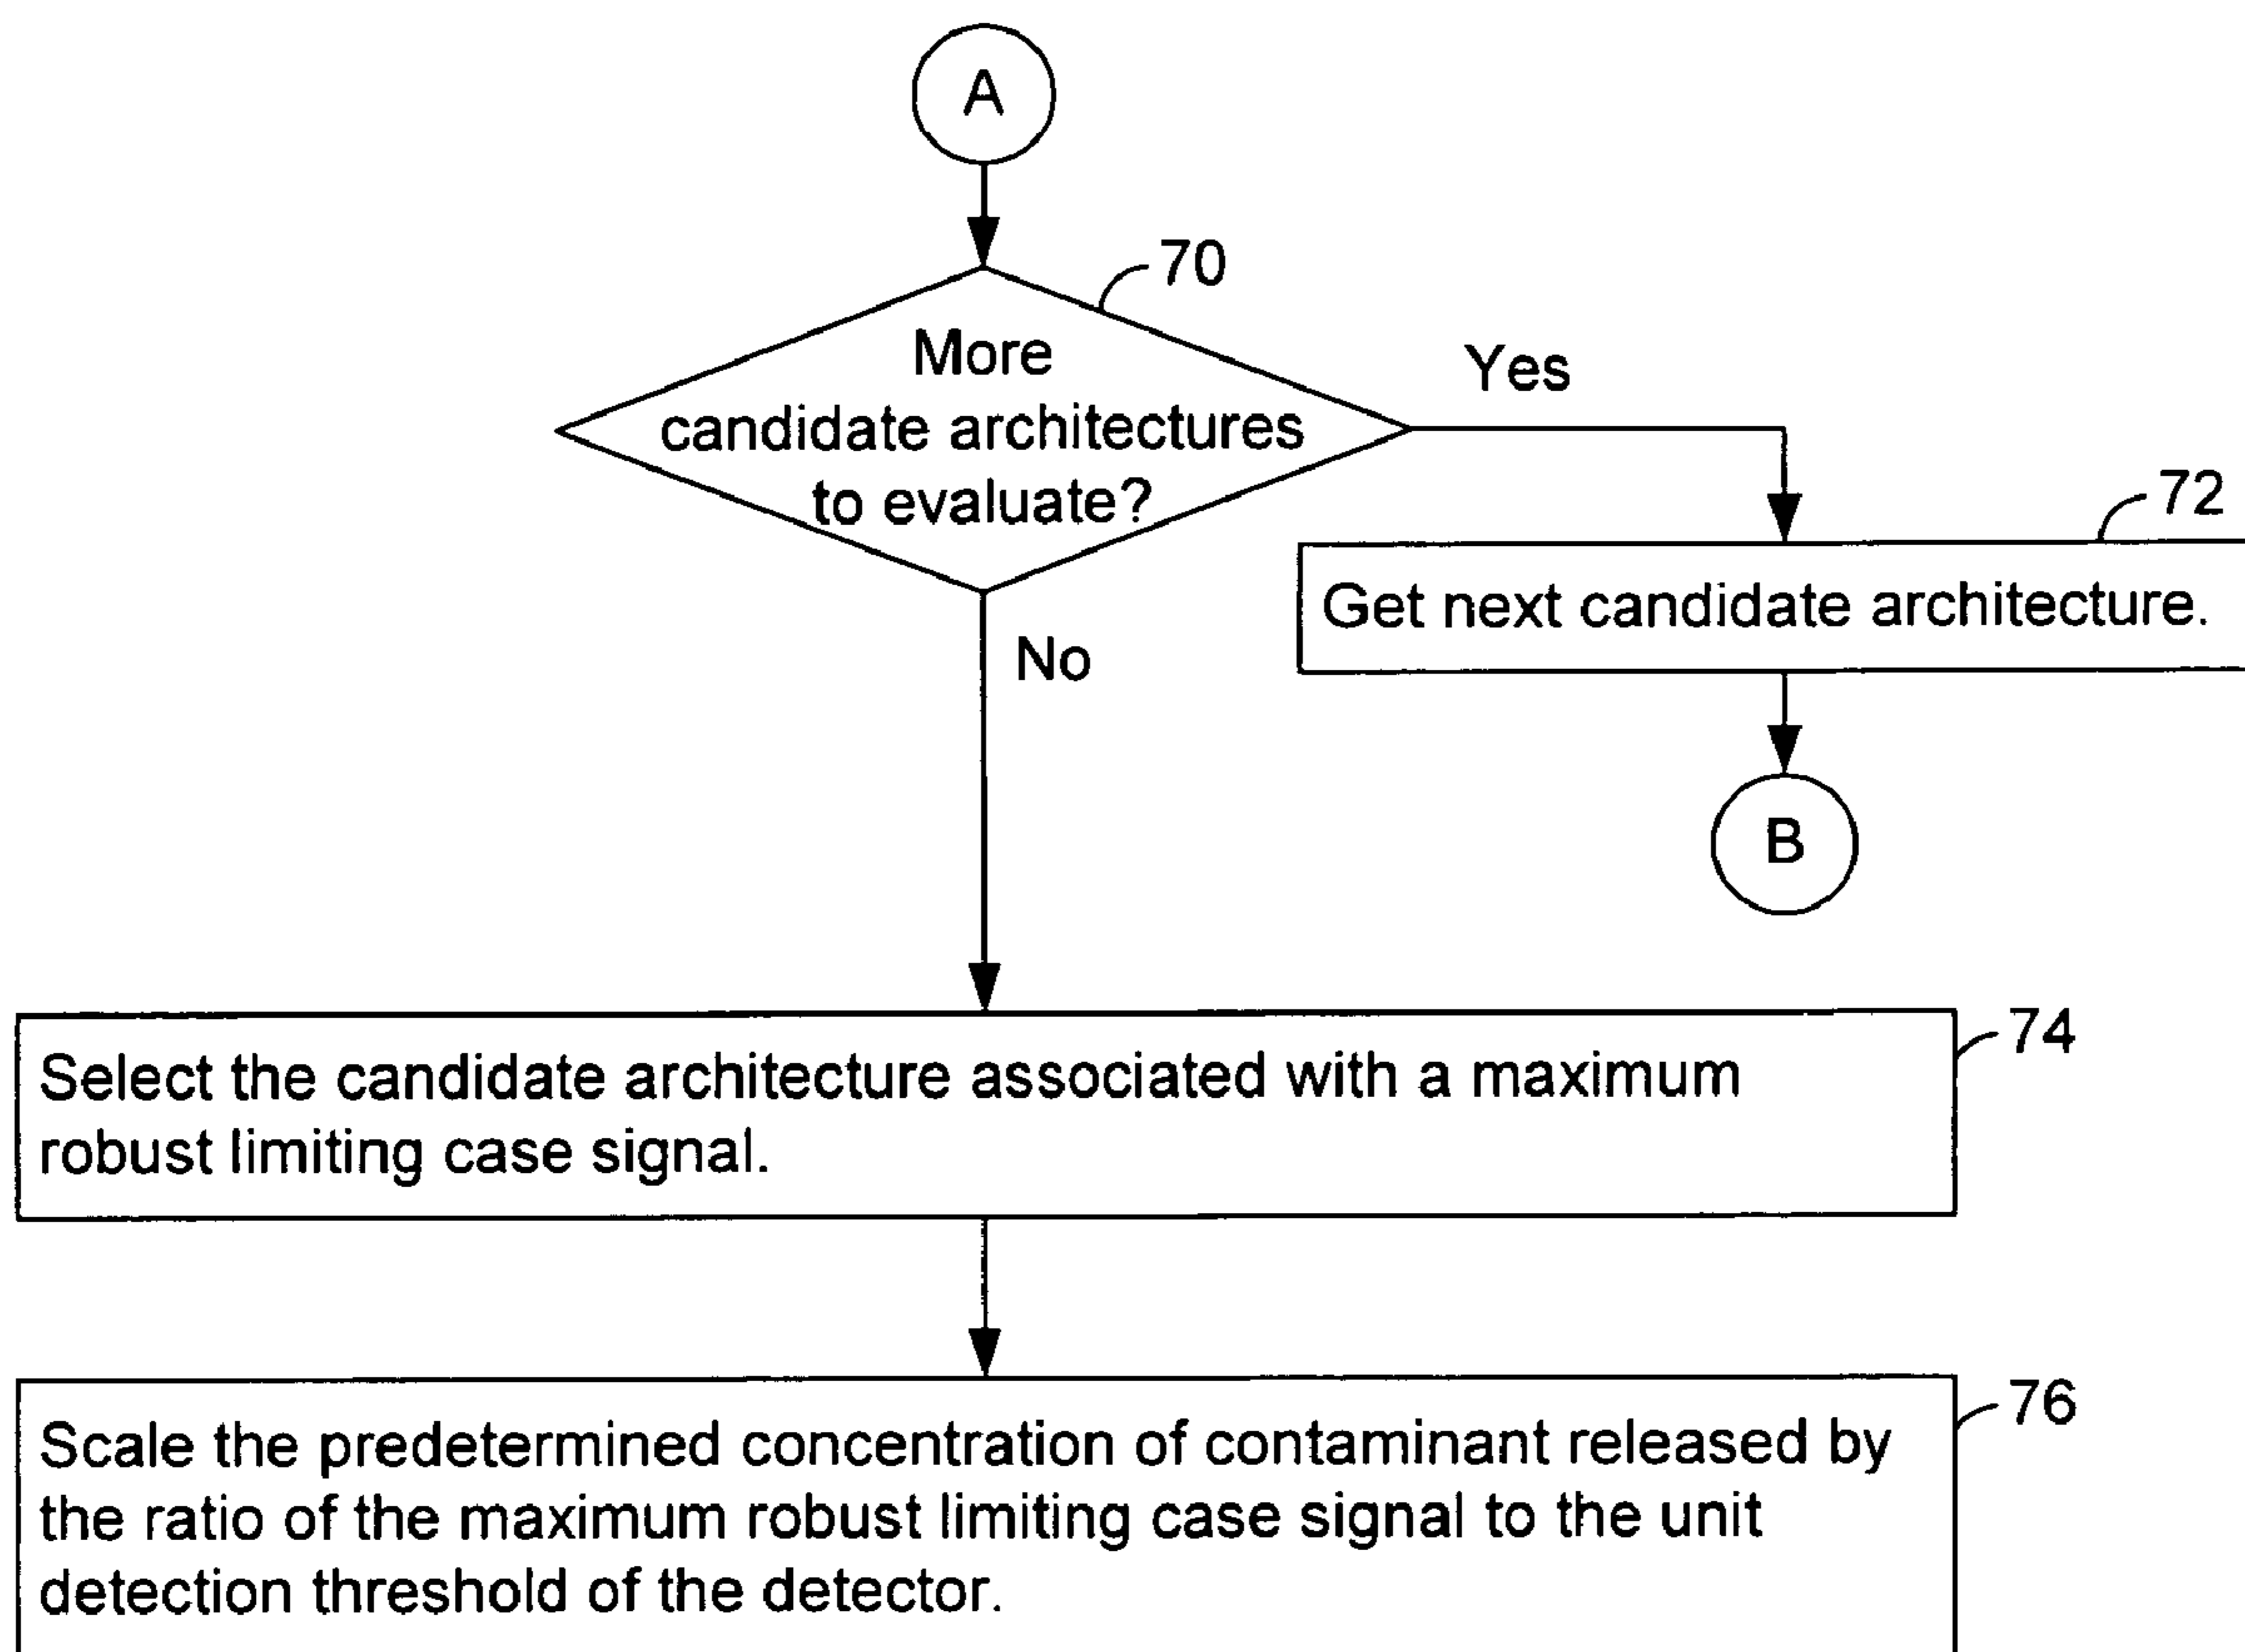 A
70
More
candidate architectures
to evaluate?
Yes
72
Get next candidate architecture.
No
B
74
Select the candidate architecture associated with a maximum
robust limiting case signal.
76
Scale the predetermined concentration of contaminant released by
the ratio of the maximum robust limiting case signal to the unit
detection threshold of the detector.